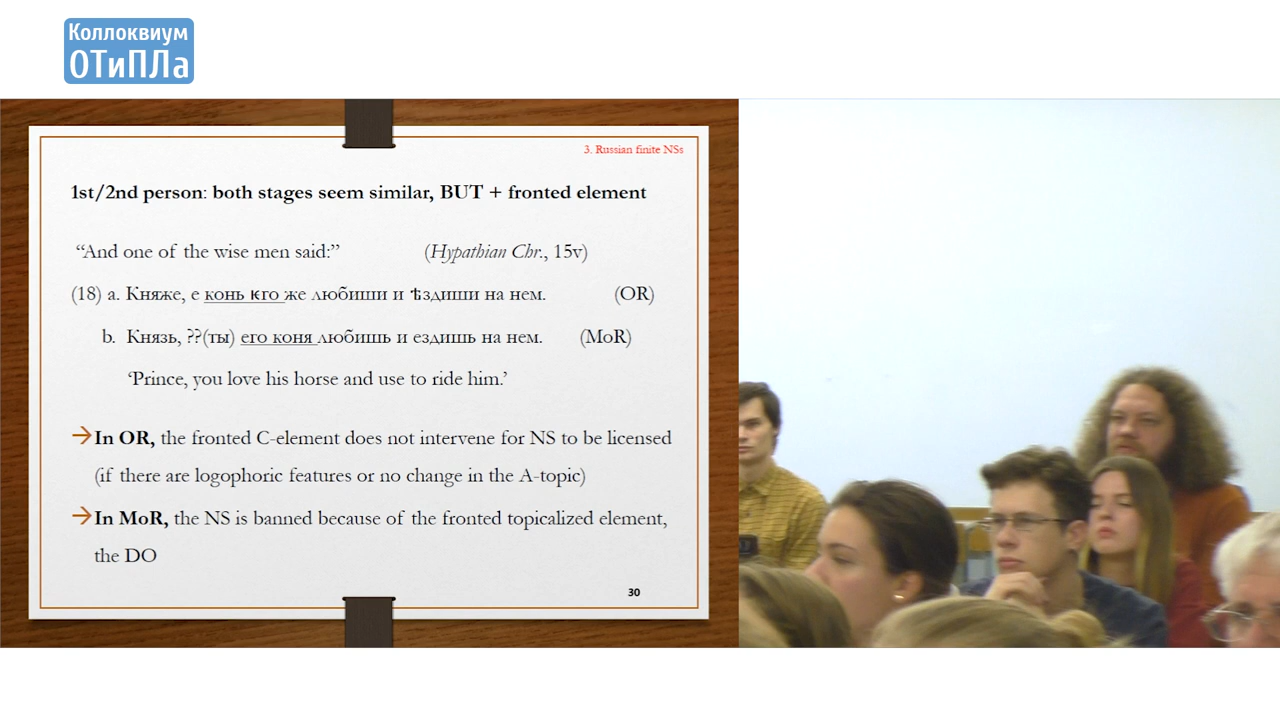 Коллоквиум
ОТиПЛа
3. Russian finite NSs
1st/2nd person: both stages seem similar, BUT + fronted element
“And one of the wise men said:” (Hypathian Chr., 15v)
(18) a. Княже, е конь ѥго же любиши и ѣздиши на нем. (OR)
b. Князь, ??(ты) его коня любишь и ездишь на нем. (MoR)
‘Prince, you love his horse and use to ride him.’
→In OR, the fronted C-element does not intervene for NS to be licensed
(if there are logophoric features or no change in the A-topic)
→In MoR, the NS is banned because of the fronted topicalized element,
the DO
30